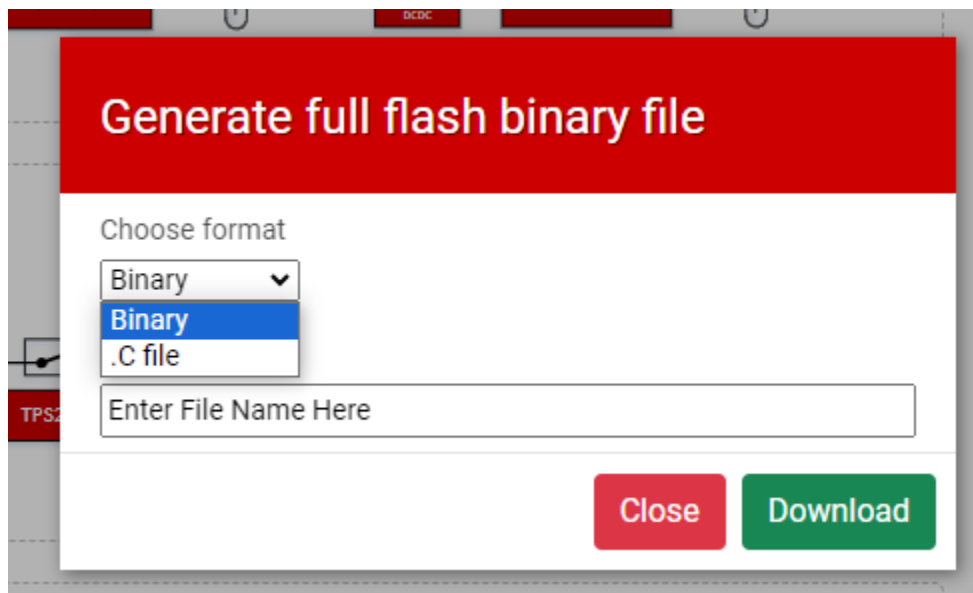 DCDC
Generate full flash binary file
Choose format
Binary
Binary
.C file
TPS2
Enter File Name Here
Close
Download